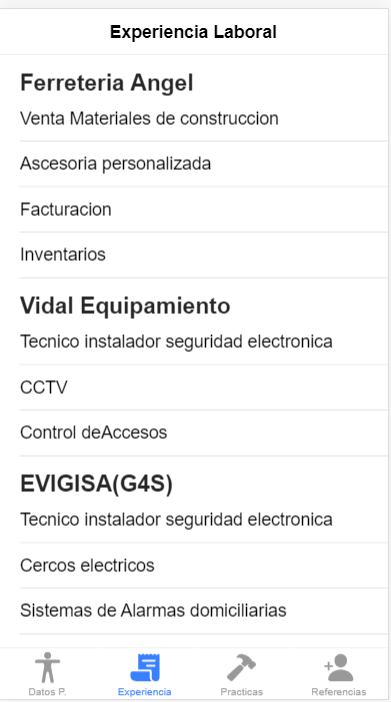 Experiencia Laboral
Ferreteria Angel
Venta Materiales de construccion
Ascesoria personalizada
Facturacion
Inventarios
Vidal Equipamiento
Tecnico instalador seguridad electronica
CCTV
Control deAccesos
EVIGISA(G4S)
Tecnico instalador seguridad electronica
Cercos electricos
Sistemas de Alarmas domiciliarias
Datos P. Experiencia Practicas Referencias